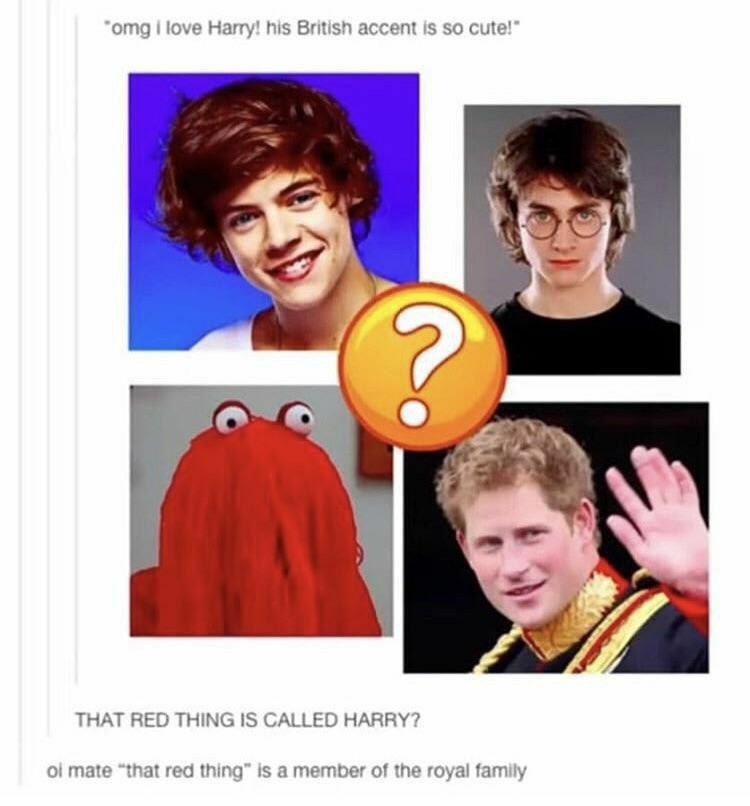 "omg i love Harry! his British accent is so cute!"
?
THAT RED THING IS CALLED HARRY?
oi mate "that red thing" is a member of the royal family